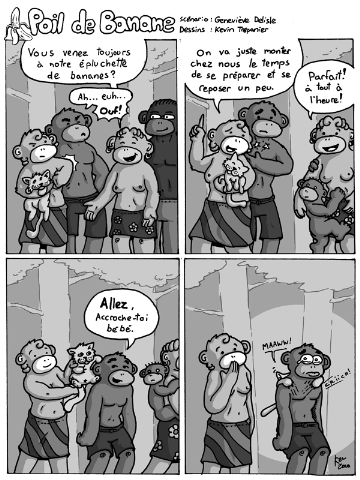 Poil de Banane
scénario: Geneviève Delisle
Dessins : Kevin Trepanier
Vous venez toujours
à notre épluchette
de bananes?
Ah... euh...
Ouf!
On va juste monter
chez nous le temps
de se préparer et se
reposer un peu.
Parfait!
à tout à
l'heure!
Allez,
Accroche-toi
bébé.
MAAWW!